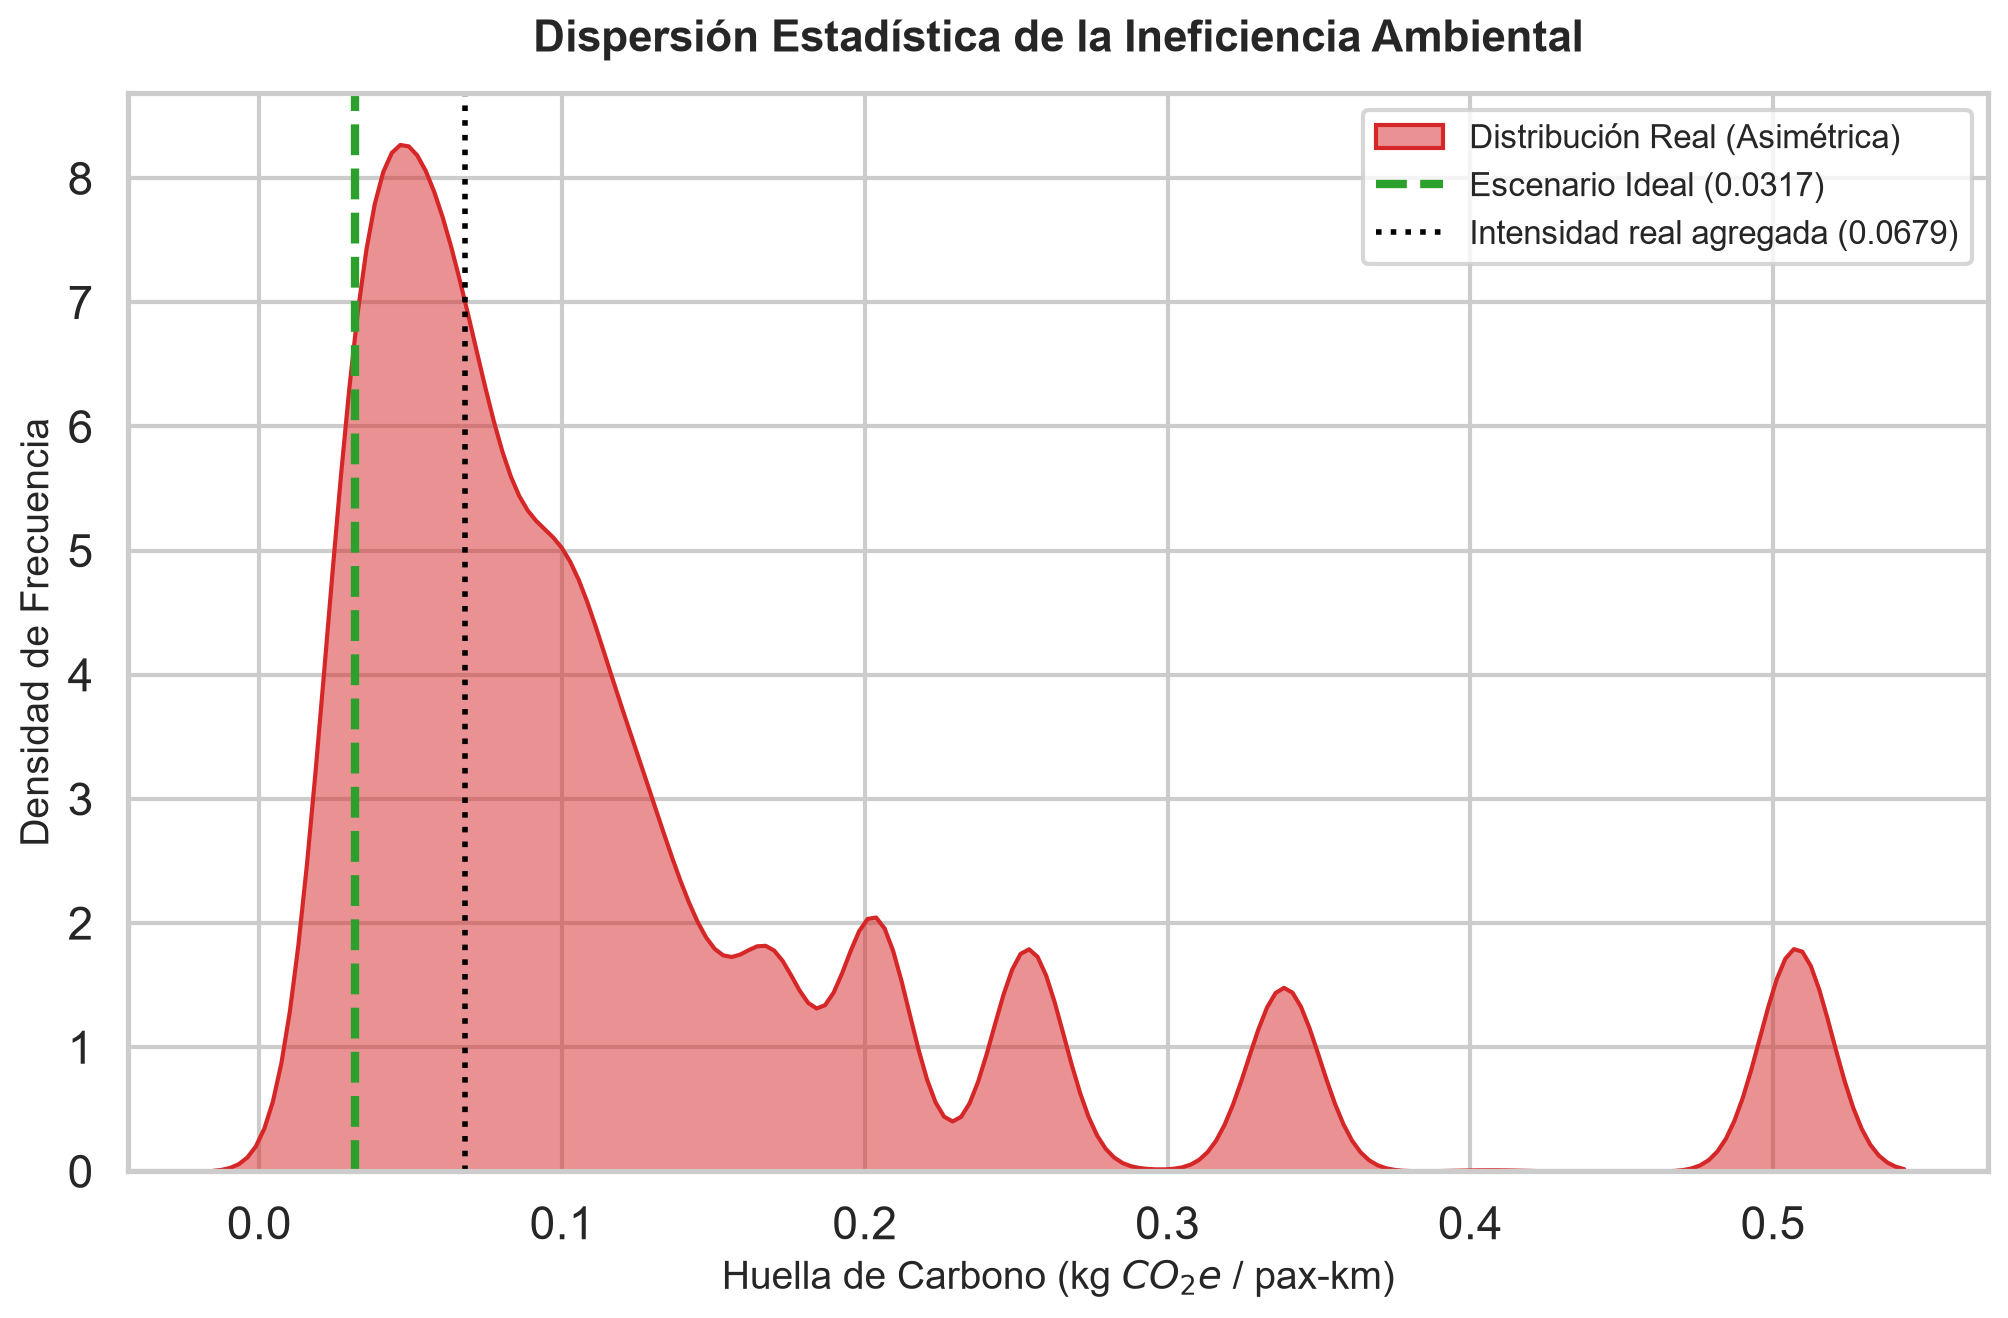 Dispersión Estadística de la Ineficiencia Ambiental
Distribución Real (Asimétrica)
Escenario Ideal (0.0317)
Intensidad real agregada (0.0679)
Densidad de Frecuencia
8
7
6
5
4
3
2
1
0
0.0 0.1 0.2 0.3 0.4 0.5
Huella de Carbono (kg CO₂e / pax-km)